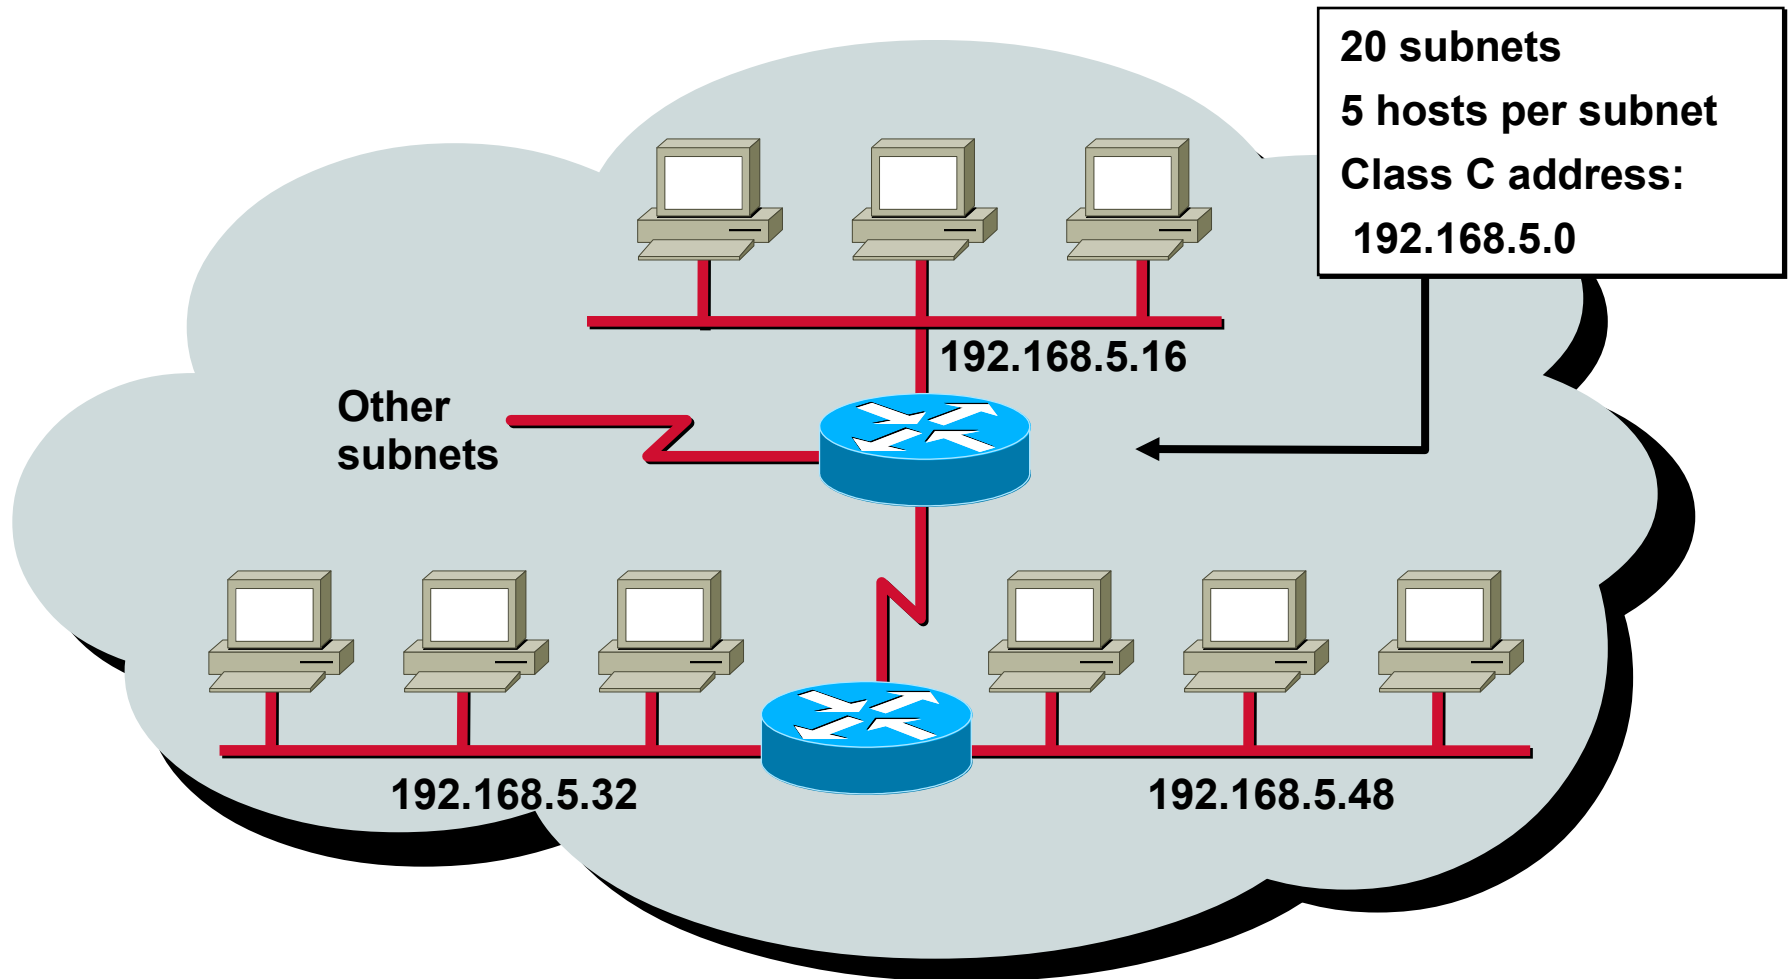 20 subnets
5 hosts per subnet
Class C address:
192.168.5.0
192.168.5.16
Other
subnets
192.168.5.32
192.168.5.48